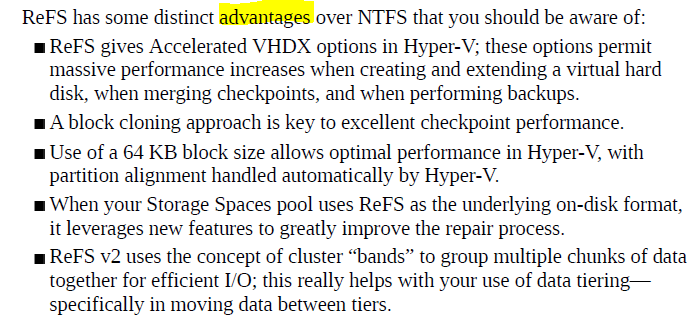 ReFS has some distinct advantages over NTFS that you should be aware of:
■ ReFS gives Accelerated VHDX options in Hyper-V; these options permit
massive performance increases when creating and extending a virtual hard
disk, when merging checkpoints, and when performing backups.
■ A block cloning approach is key to excellent checkpoint performance.
■ Use of a 64 KB block size allows optimal performance in Hyper-V, with
partition alignment handled automatically by Hyper-V.
■ When your Storage Spaces pool uses ReFS as the underlying on-disk format,
it leverages new features to greatly improve the repair process.
■ ReFS v2 uses the concept of cluster “bands” to group multiple chunks of data
together for efficient I/O; this really helps with your use of data tiering—
specifically in moving data between tiers.